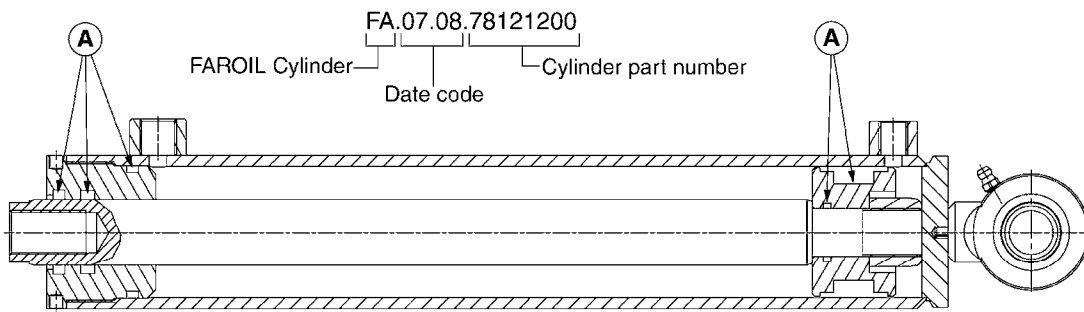 FA.07.08.78121200
A
A
FAROIL Cylinder
Cylinder part number
Date code